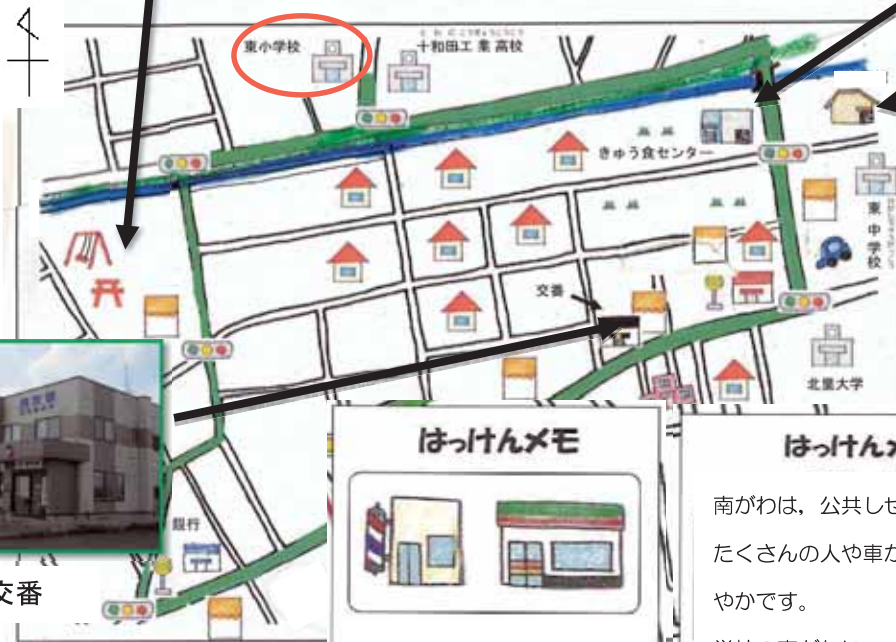 東小学校
十和田工業高校
きゅう食センター
東中学校
交番
北里大学
銀行
交番
はっけんメモ
はっけん
南がわは，公共しせ
たくさんの人や車が
やかです。